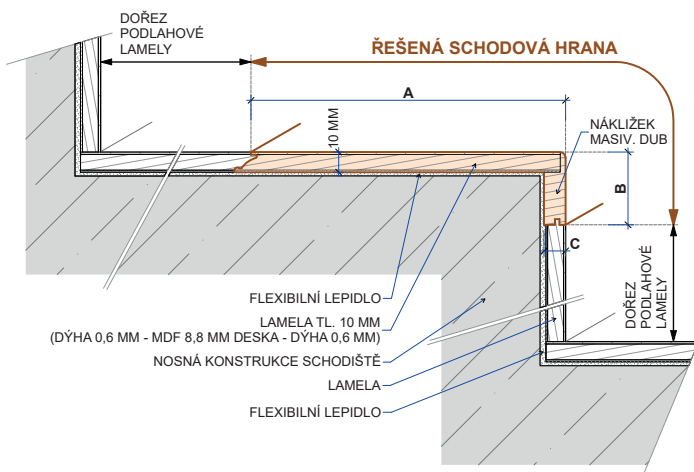 DOŘEZ
PODLAHOVÉ
LAMELY
ŘEŠENÁ SCHODOVÁ HRANA
A
10 MM
NÁKLIŽEK
MASIV. DUB
B
C
DOŘEZ
PODLAHOVÉ
LAMELY
FLEXIBILNÍ LEPIDLO
LAMELA TL. 10 MM
(DÝHA 0,6 MM - MDF 8,8 MM DESKA - DÝHA 0,6 MM)
NOSNÁ KONSTRUKCE SCHODIŠTĚ
LAMELA
FLEXIBILNÍ LEPIDLO